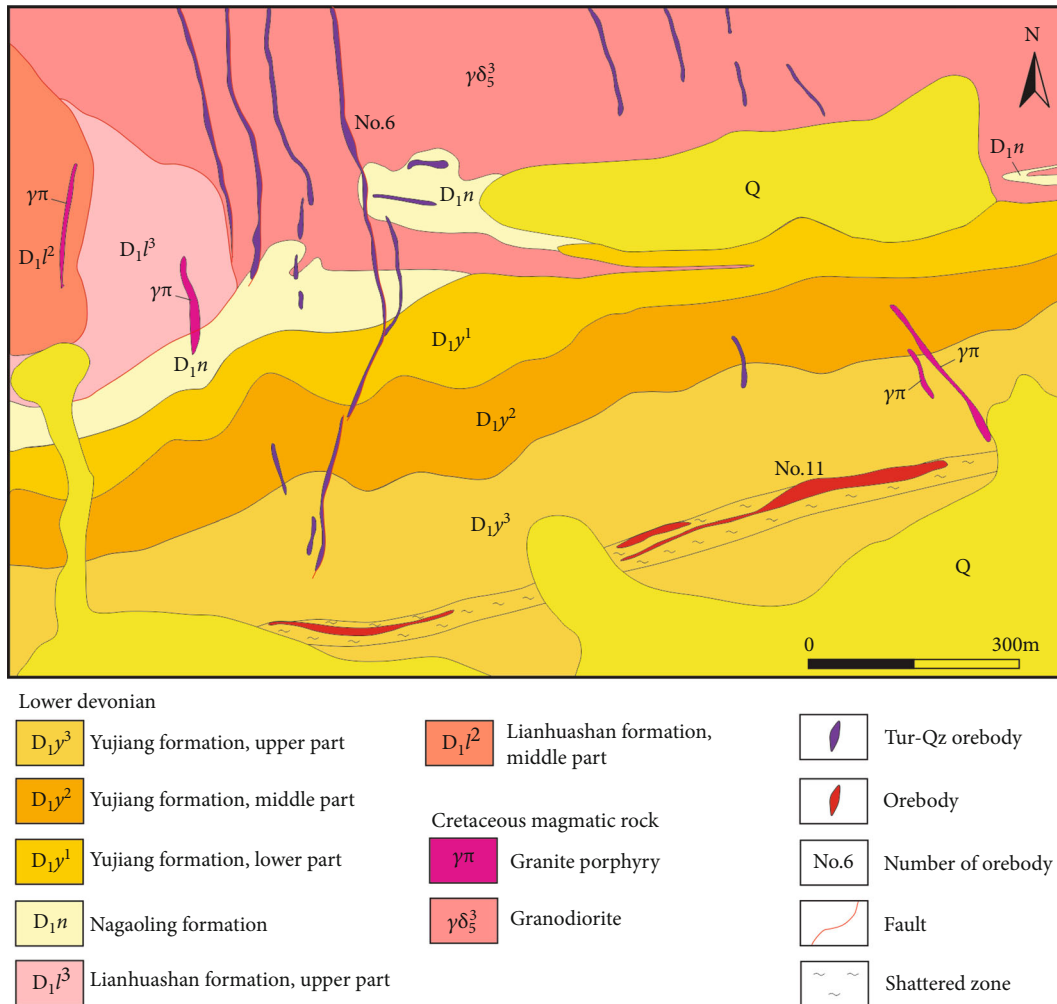 γδ₅³
N
No.6
D₁n
D₁n
Q
γπ
D₁l³
D₁l²
γπ
D₁n
D₁y¹
γπ
γπ
D₁y²
No.11
D₁y³
Q
0 300m
Lower devonian
D₁y³ Yujiang formation, upper part
D₁y² Yujiang formation, middle part
D₁y¹ Yujiang formation, lower part
D₁n Nagaoling formation
D₁l³ Lianhuashan formation, upper part
D₁l² Lianhuashan formation,
middle part
Cretaceous magmatic rock
γπ Granite porphyry
γδ₅³ Granodiorite
Tur-Qz orebody
Orebody
No.6 Number of orebody
Fault
Shattered zone